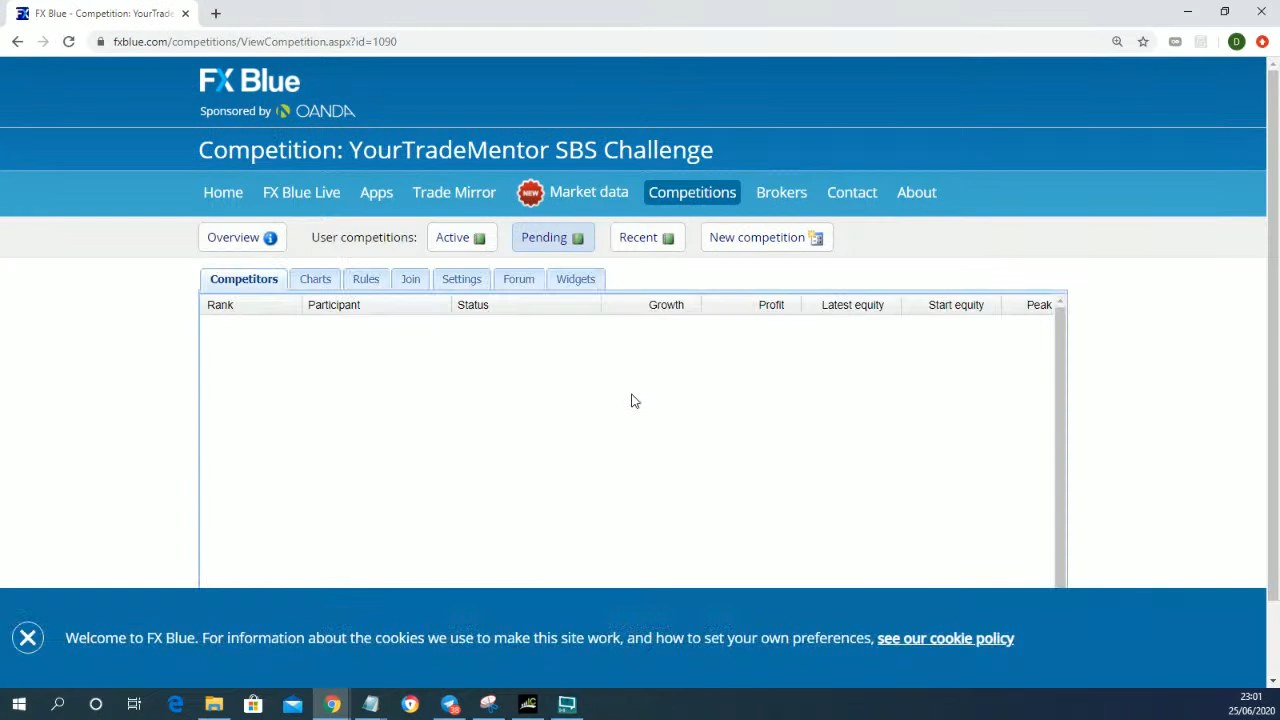 FX Blue - Competition: YourTrade
fxblue.com/competitions/ViewCompetition.aspx?id=1090
D
FX Blue
Sponsored by OANDA
Competition: YourTradeMentor SBS Challenge
Home FX Blue Live Apps Trade Mirror NEW Market data Competitions Brokers Contact About
Overview User competitions: Active Pending Recent New competition
Competitors Charts Rules Join Settings Forum Widgets
Rank Participant Status Growth Profit Latest equity Start equity Peak
Welcome to FX Blue. For information about the cookies we use to make this site work, and how to set your own preferences, see our cookie policy
23:01
25/06/2020